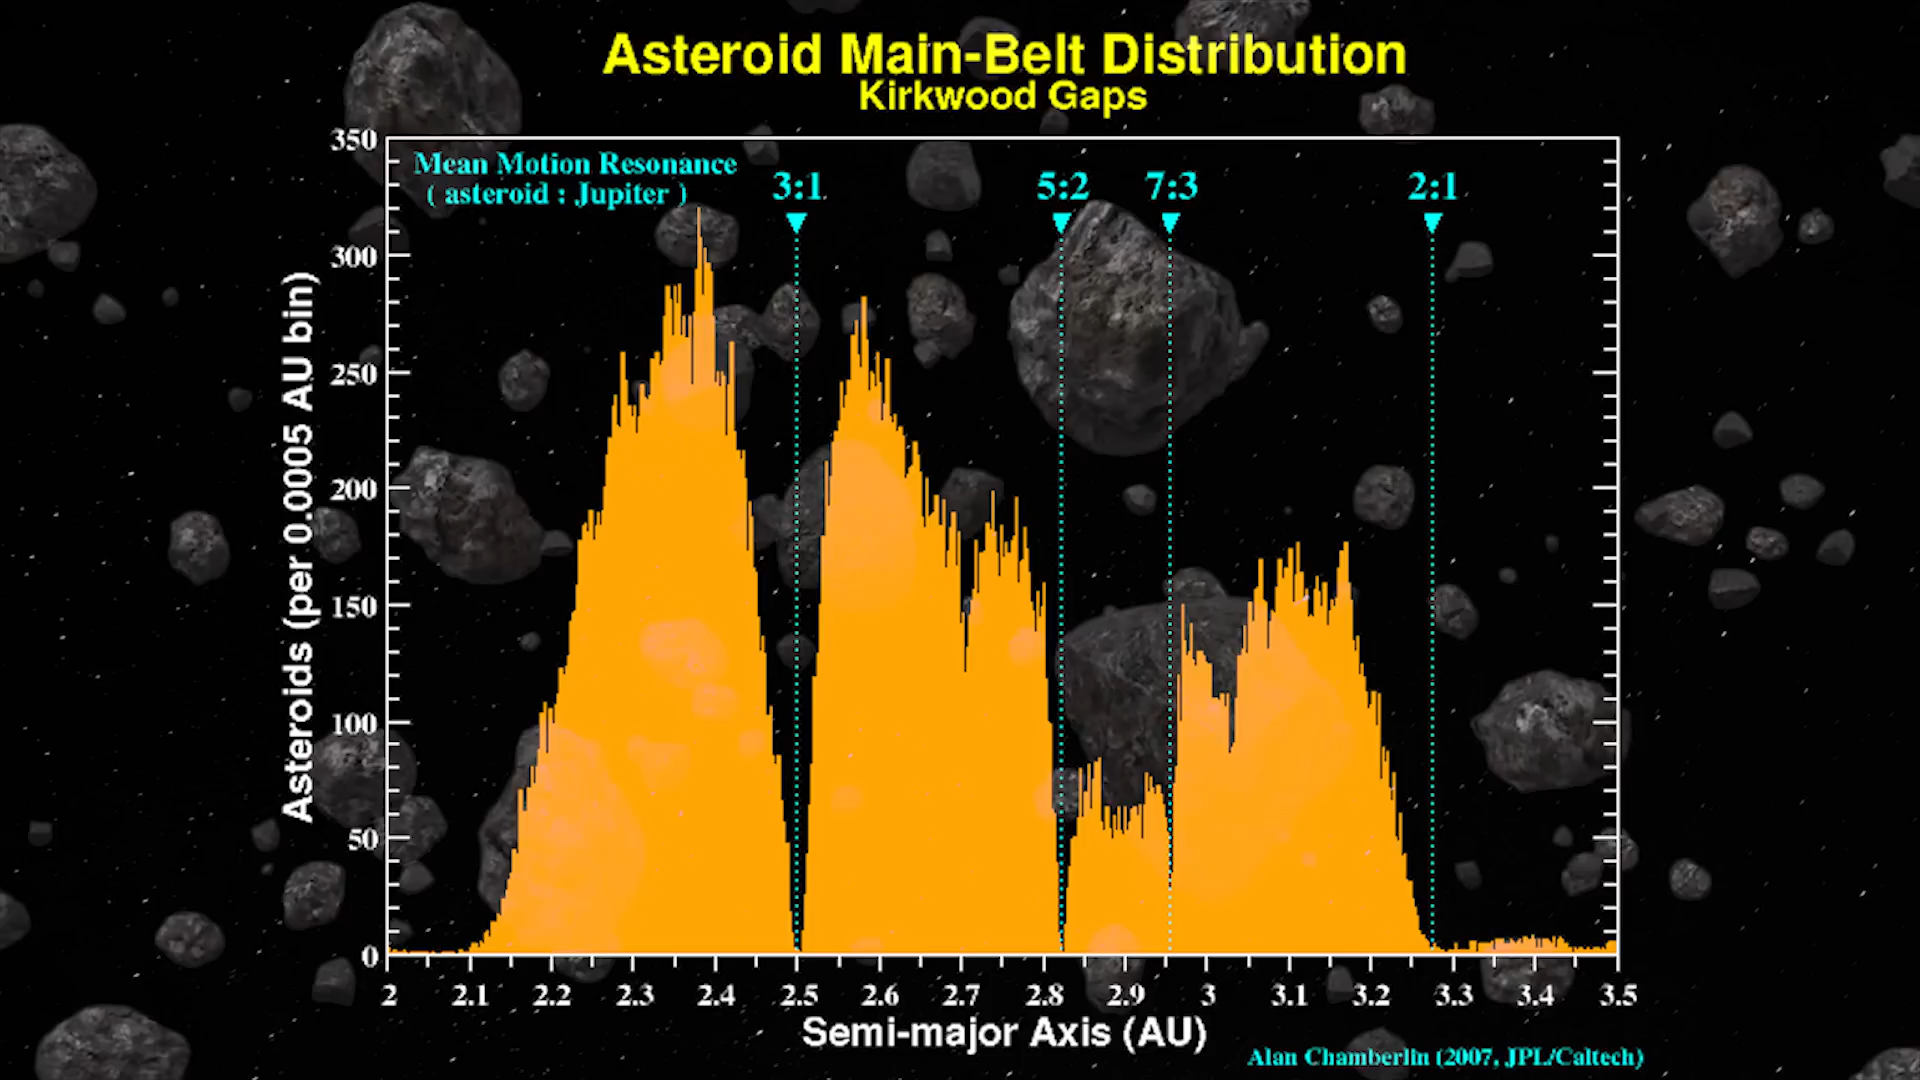 Asteroid Main-Belt Distribution
Kirkwood Gaps
Mean Motion Resonance
( asteroid : Jupiter )
3:1 5:2 7:3 2:1
Asteroids (per 0.0005 AU bin)
350
300
250
200
150
100
50
0
2 2.1 2.2 2.3 2.4 2.5 2.6 2.7 2.8 2.9 3 3.1 3.2 3.3 3.4 3.5
Semi-major Axis (AU)
Alan Chamberlin (2007, JPL/Caltech)